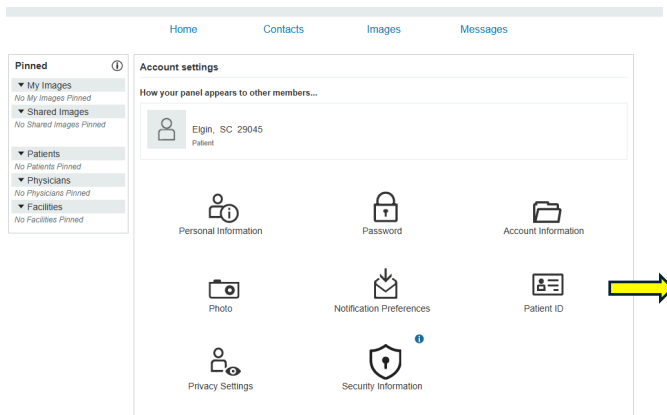 Home Contacts Images Messages
Pinned
My Images
No My Images Pinned
Shared Images
No Shared Images Pinned
Patients
No Patients Pinned
Physicians
No Physicians Pinned
Facilities
No Facilities Pinned
Account settings
How your panel appears to other members...
Elgin, SC 29045
Patient
Personal Information Password Account Information
Photo Notification Preferences Patient ID
Privacy Settings Security Information